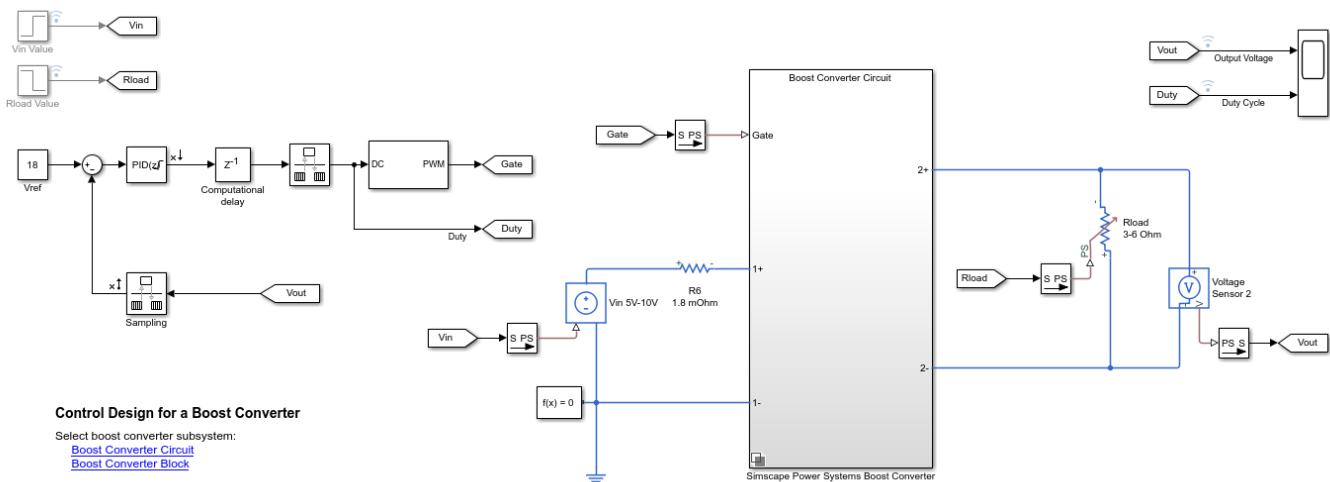 Vin
Vin Value
Rload
Rload Value
18
Vref
+
-
PID(z)
Z-1
Computational
delay
DC
PWM
Gate
Duty
Duty
Sampling
Vout
Control Design for a Boost Converter
Select boost converter subsystem:
Boost Converter Circuit
Boost Converter Block
Gate
S PS
Vin
S PS
+
-
Vin 5V-10V
+
-
R6
1.8 mOhm
f(x) = 0
Boost Converter Circuit
Gate
1+
1-
2+
2-
Simscape Power Systems Boost Converter
Rload
S PS
PS
-
+
Rload
3-6 Ohm
+
V
-
V
Voltage
Sensor 2
PS S
Vout
Vout
Output Voltage
Duty
Duty Cycle